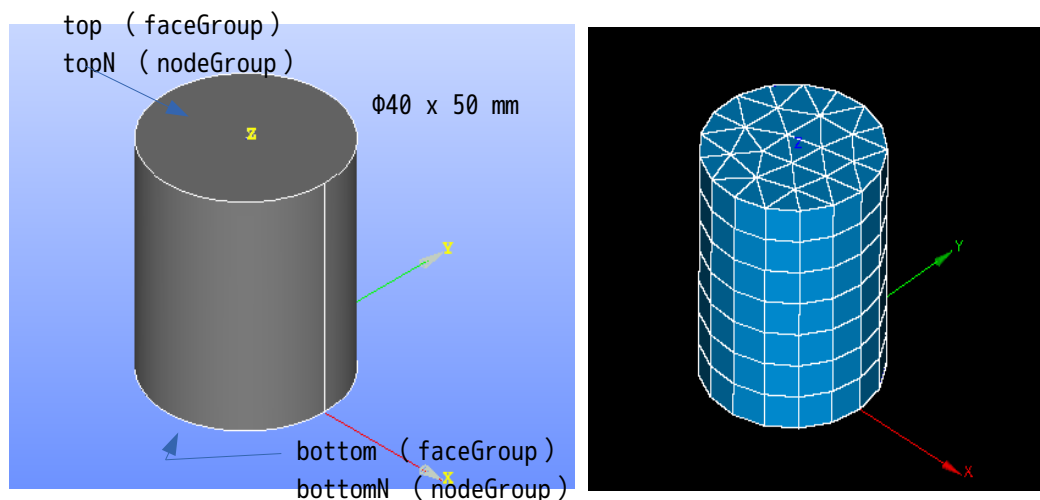 top （faceGroup）
topN （nodeGroup）
Φ40 x 50 mm
Z
Y
bottom （faceGroup）
X
bottomN （nodeGroup）
Z
Y
X